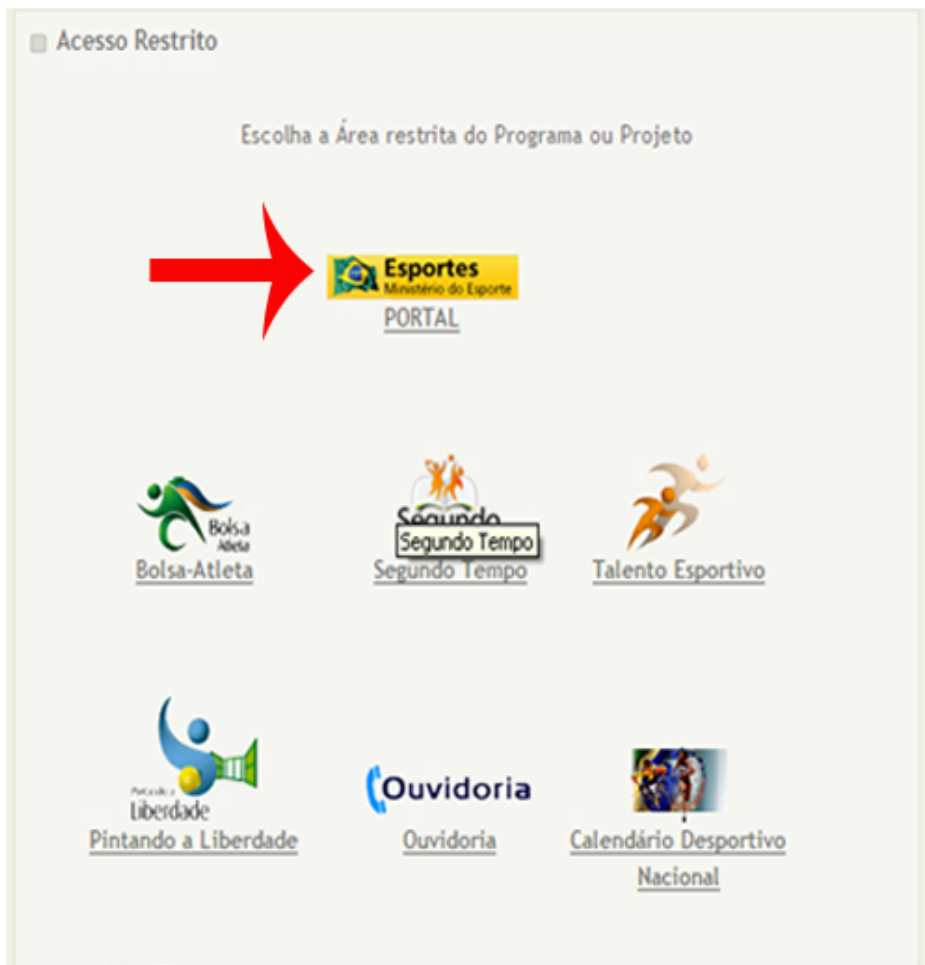 Acesso Restrito
Escolha a Área restrita do Programa ou Projeto
Esportes
Ministério do Esporte
PORTAL
Bolsa
Atleta
Bolsa-Atleta
Segundo
Segundo Tempo
Segundo Tempo
Talento Esportivo
Pintando a
Liberdade
Pintando a Liberdade
Ouvidoria
Ouvidoria
Calendário Desportivo
Nacional